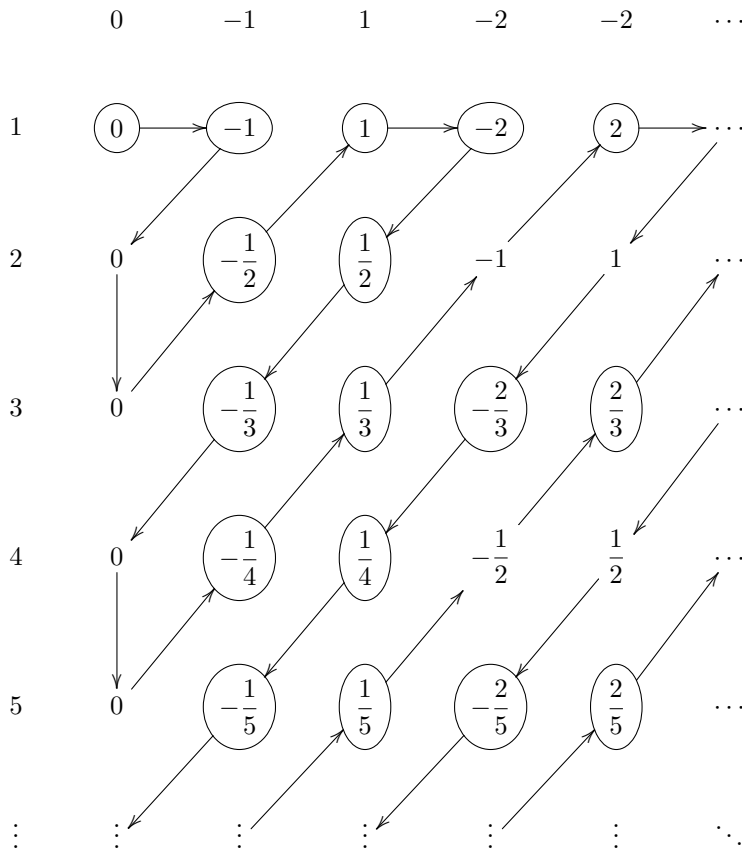 0 −1 1 −2 −2 ⋯
1 0 −1 1 −2 2 ⋯
2 0 −1/2 1/2 −1 1 ⋯
3 0 −1/3 1/3 −2/3 2/3 ⋯
4 0 −1/4 1/4 −1/2 1/2 ⋯
5 0 −1/5 1/5 −2/5 2/5 ⋯
⋮ ⋮ ⋮ ⋮ ⋮ ⋮ ⋱